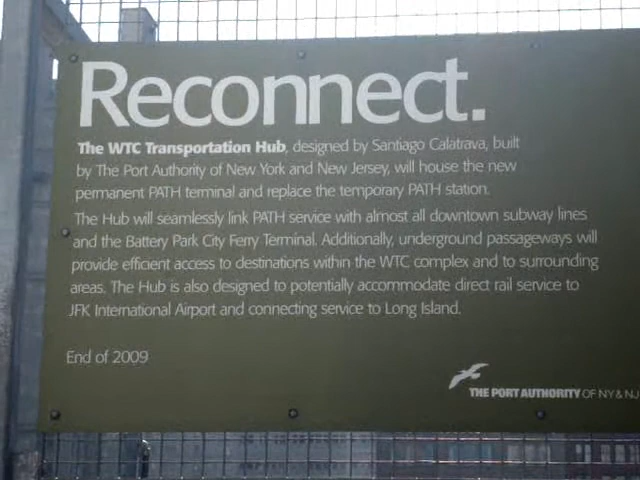 Reconnect.
The WTC Transportation Hub, designed by Santiago Calatrava, built
by The Port Authority of New York and New Jersey, will house the new
permanent PATH terminal and replace the temporary PATH station.
The Hub will seamlessly link PATH service with almost all downtown subway lines
and the Battery Park City Ferry Terminal. Additionally, underground passageways will
provide efficient access to destinations within the WTC complex and to surrounding
areas. The Hub is also designed to potentially accommodate direct rail service to
JFK International Airport and connecting service to Long Island.
End of 2009
THE PORT AUTHORITY OF NY & NJ